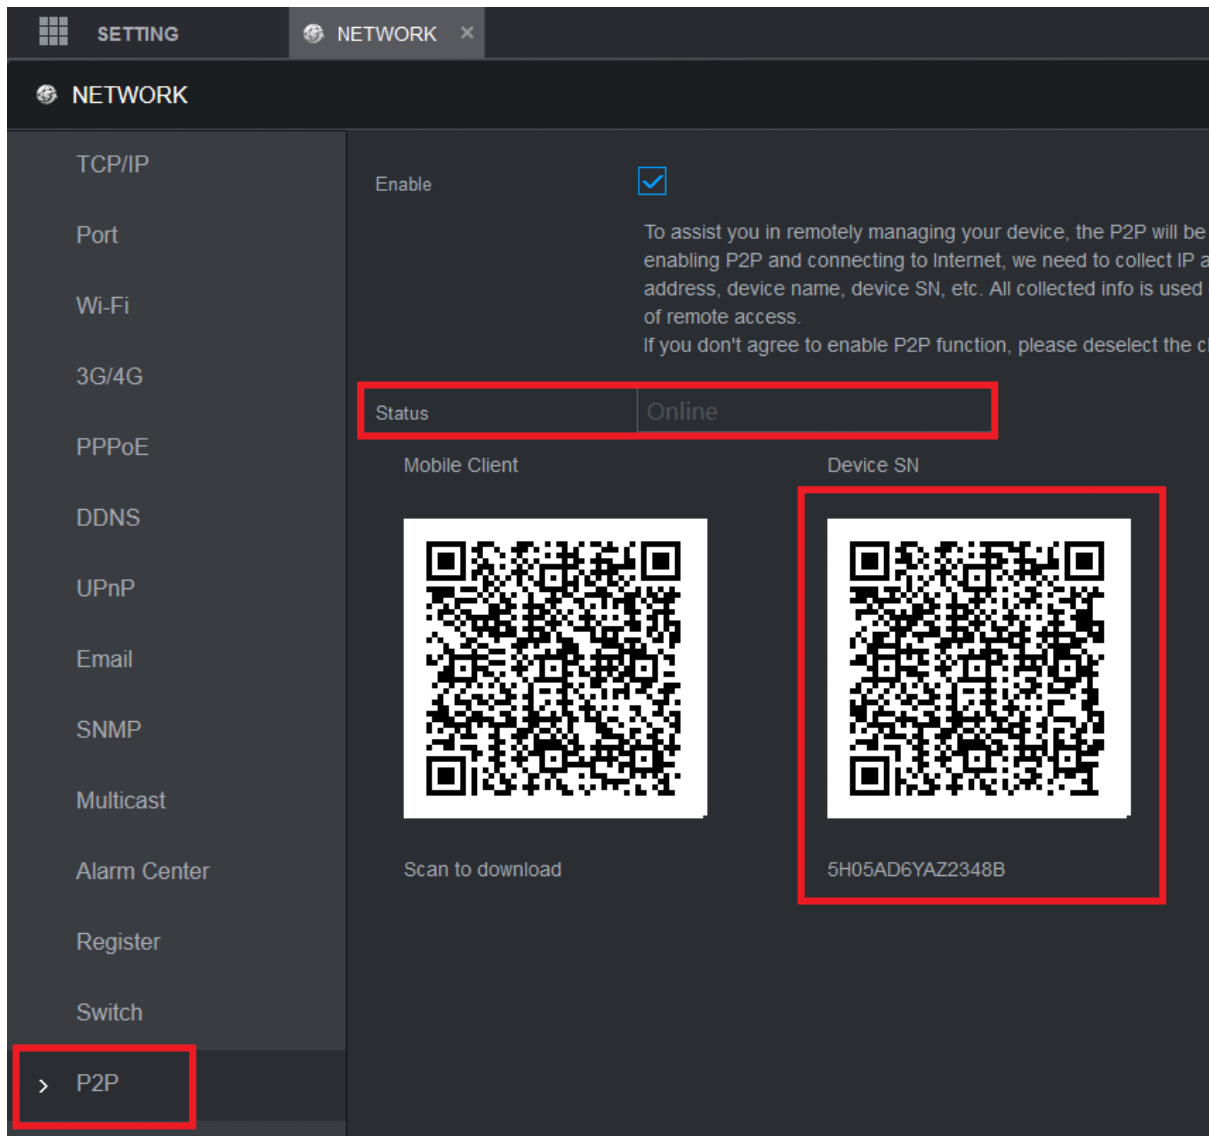 SETTING
NETWORK
NETWORK
TCP/IP
Port
Wi-Fi
3G/4G
PPPoE
DDNS
UPnP
Email
SNMP
Multicast
Alarm Center
Register
Switch
P2P
Enable
To assist you in remotely managing your device, the P2P will be
enabling P2P and connecting to Internet, we need to collect IP a
address, device name, device SN, etc. All collected info is used
of remote access.
If you don't agree to enable P2P function, please deselect the c
Status Online
Mobile Client Device SN
Scan to download 5H05AD6YAZ2348B